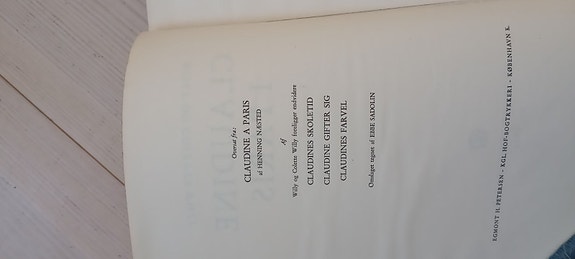 Oversat fra:
CLAUDINE A PARIS
af HENNING NÆSTED
Af
Willy og Colette Willy foreligger endvidere
CLAUDINES SKOLETID
CLAUDINE GIFTER SIG
CLAUDINES FARVEL
Omslaget tegnet af EBBE SADOLIN
EGMONT H. PETERSEN - KGL. HOF-BOGTRYKKERI - KØBENHAVN K